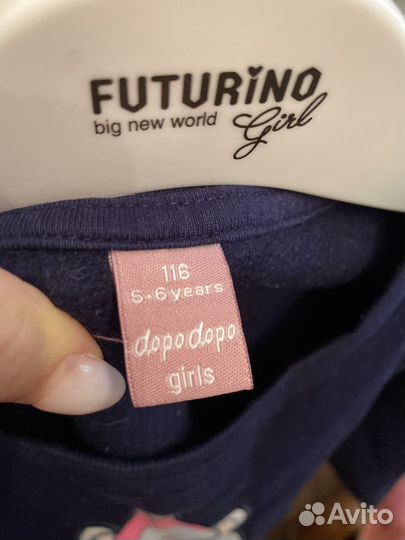 FUTURiNO
big new world Girl
116
5-6 years
dopodopo
girls
Avito